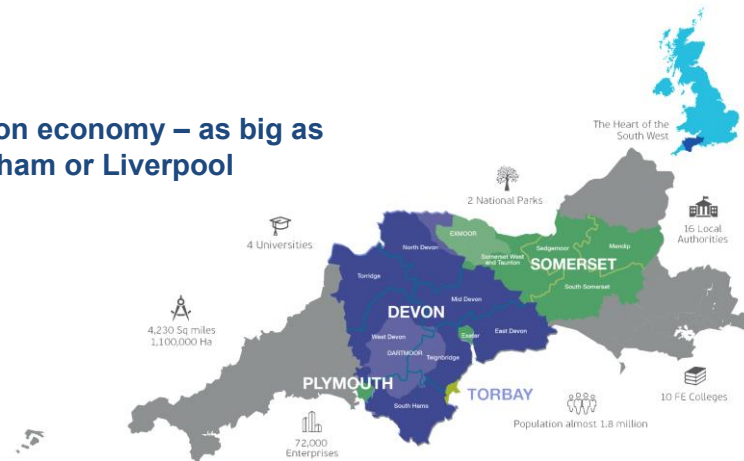 on economy – as big as
ham or Liverpool
The Heart of the
South West
2 National Parks
16 Local
Authorities
4 Universities
EXMOOR
North Devon
Sedgemoor
Mendip
Somerset West
and Taunton
SOMERSET
Torridge
South Somerset
Mid Devon
DEVON
4,230 Sq miles
1,100,000 Ha
West Devon
Exeter
East Devon
DARTMOOR
Teignbridge
PLYMOUTH
TORBAY
10 FE Colleges
South Hams
Population almost 1.8 million
72,000
Enterprises